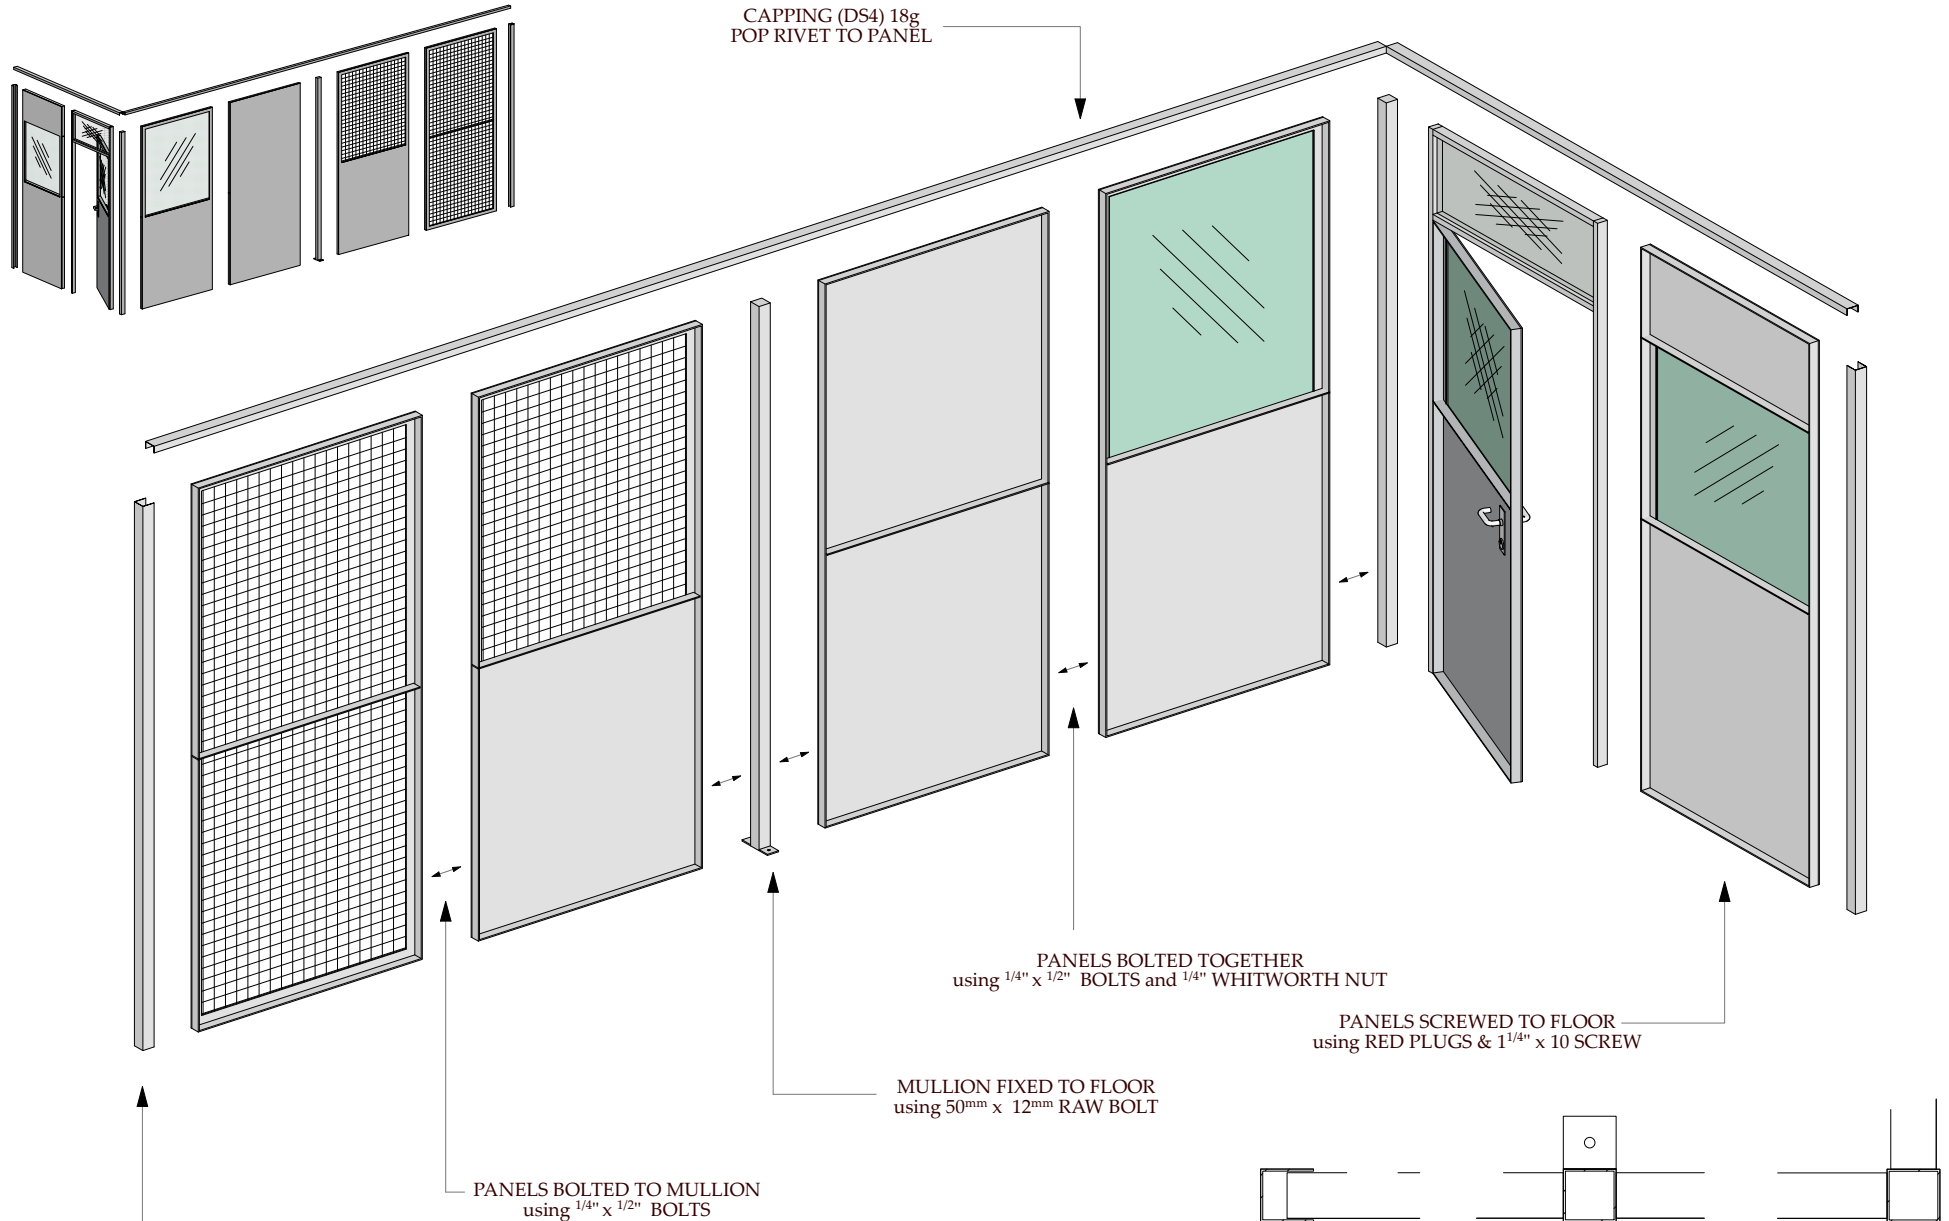 CAPPING (DS4) 18g
POP RIVET TO PANEL
PANELS BOLTED TOGETHER
using 1/4" x 1/2" BOLTS and 1/4" WHITWORTH NUT
PANELS SCREWED TO FLOOR
using RED PLUGS & 1 1/4" x 10 SCREW
MULLION FIXED TO FLOOR
using 50mm x 12mm RAW BOLT
PANELS BOLTED TO MULLION
using 1/4" x 1/2" BOLTS